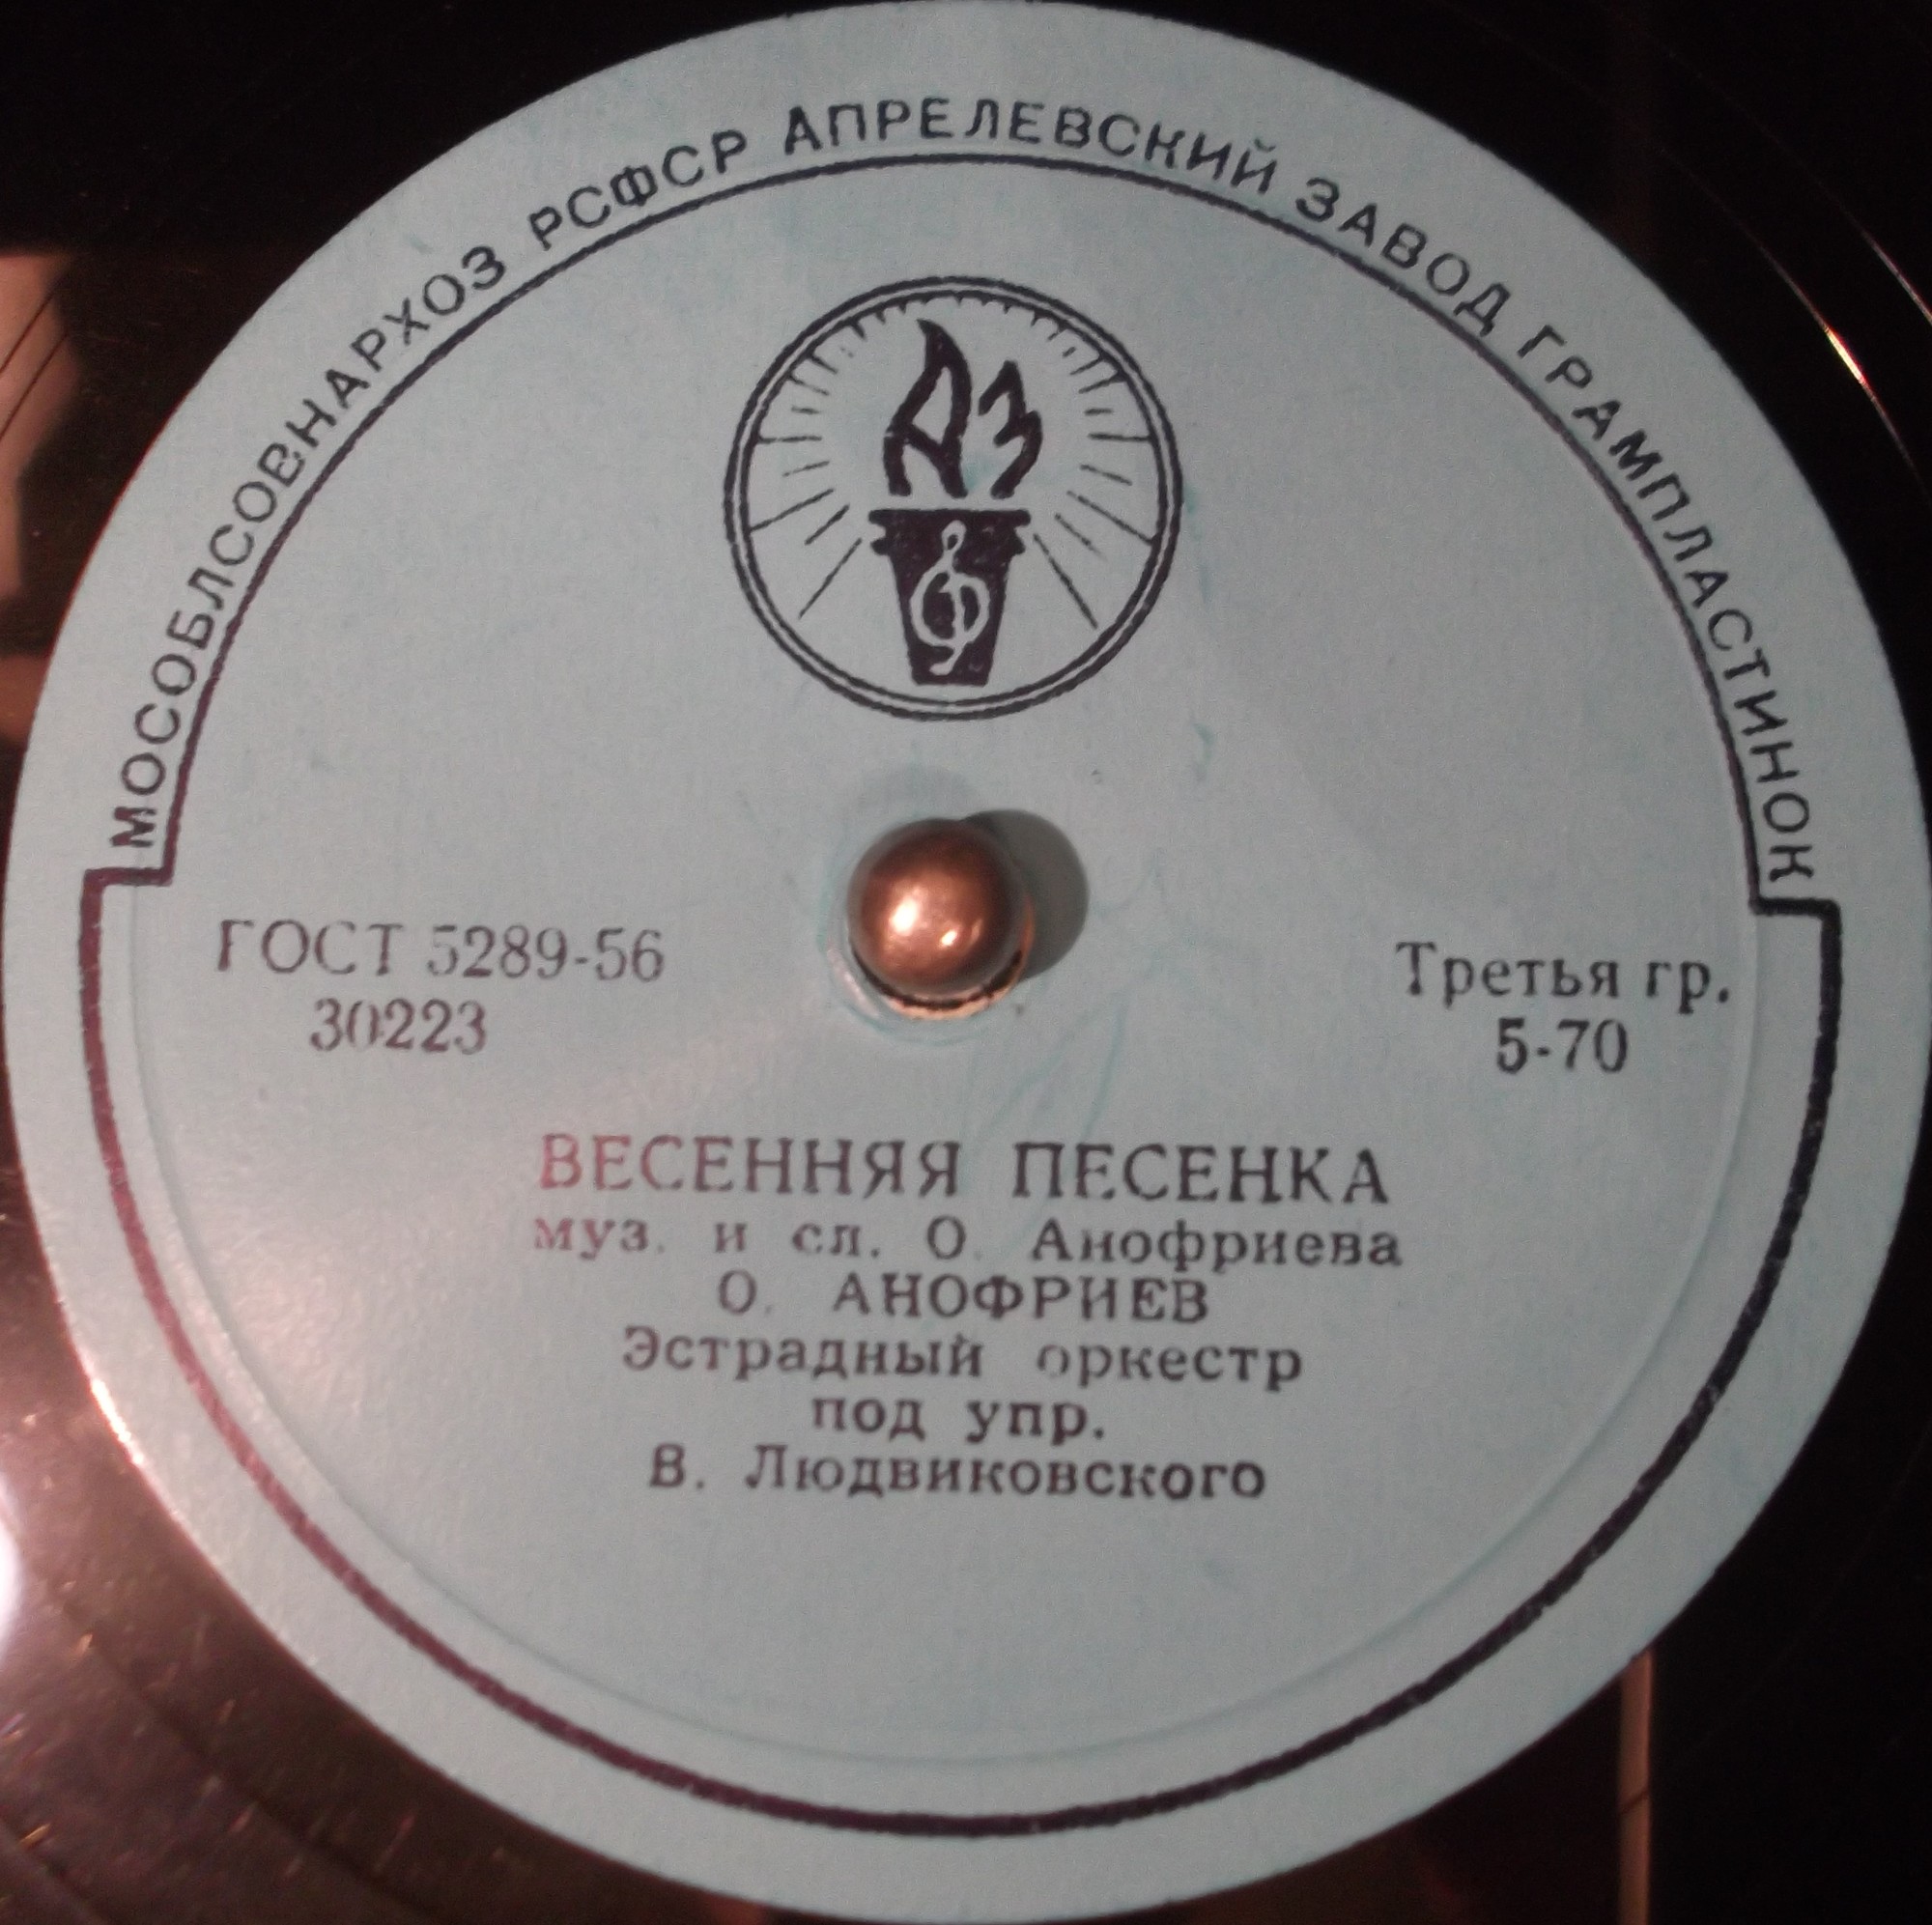 МОСОБЛСОВНАРХОЗ РСФСР АПРЕЛЕВСКИЙ ЗАВОД ГРАМПЛАСТИНОК
АЗ
ГОСТ 5289-56
30223
Третья гр.
5-70
ВЕСЕННЯЯ ПЕСЕНКА
муз. и сл. О. Анофриева
О. АНОФРИЕВ
Эстрадный оркестр
под упр.
В. Людвиковского